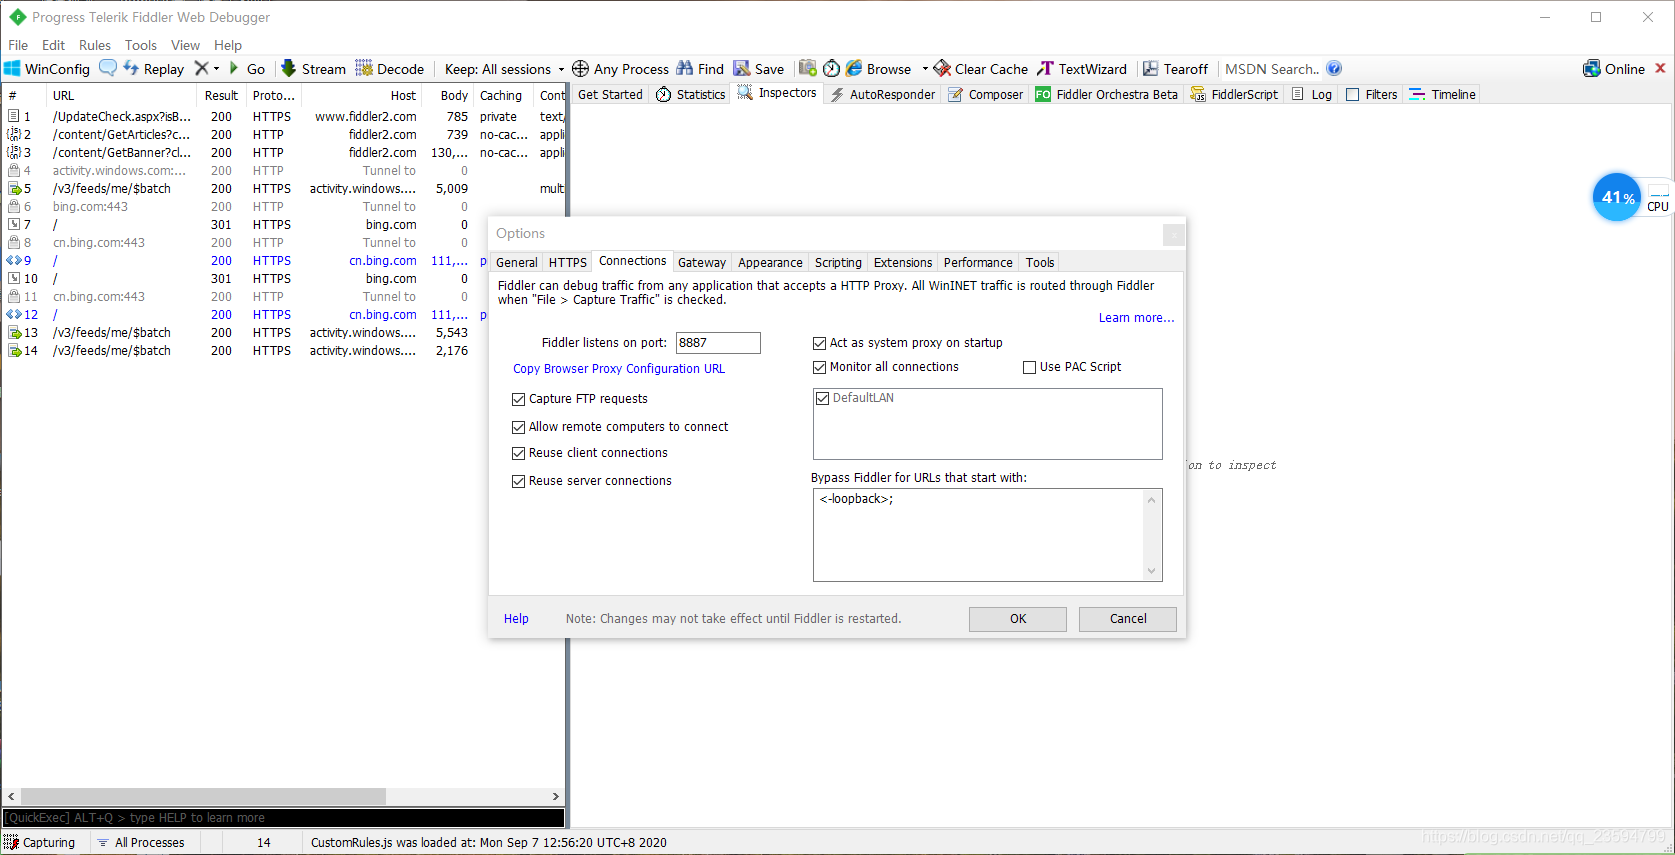 Progress Telerik Fiddler Web Debugger
File Edit Rules Tools View Help
WinConfig Replay Go Stream Decode Keep: All sessions Any Process Find Save Browse Clear Cache TextWizard Tearoff MSDN Search.. Online
# URL Result Proto... Host Body Caching Cont
1 /UpdateCheck.aspx?isB... 200 HTTPS www.fiddler2.com 785 private text/
2 /content/GetArticles?c... 200 HTTP fiddler2.com 739 no-cac... appli
3 /content/GetBanner?cl... 200 HTTP fiddler2.com 130,... no-cac... appli
4 activity.windows.com:... 200 HTTP Tunnel to 0
5 /v3/feeds/me/$batch 200 HTTPS activity.windows.... 5,009 multi
6 bing.com:443 200 HTTP Tunnel to 0
7 / 301 HTTPS bing.com 0
8 cn.bing.com:443 200 HTTP Tunnel to 0
9 / 200 HTTPS cn.bing.com 111,... p
10 / 301 HTTPS bing.com 0
11 cn.bing.com:443 200 HTTP Tunnel to 0
12 / 200 HTTPS cn.bing.com 111,... p
13 /v3/feeds/me/$batch 200 HTTPS activity.windows.... 5,543
14 /v3/feeds/me/$batch 200 HTTPS activity.windows.... 2,176
Get Started Statistics Inspectors AutoResponder Composer FO Fiddler Orchestra Beta FiddlerScript Log Filters Timeline
41%
CPU
Options
General HTTPS Connections Gateway Appearance Scripting Extensions Performance Tools
Fiddler can debug traffic from any application that accepts a HTTP Proxy. All WinINET traffic is routed through Fiddler
when "File > Capture Traffic" is checked.
Learn more...
Fiddler listens on port: 8887
Copy Browser Proxy Configuration URL
Capture FTP requests
Allow remote computers to connect
Reuse client connections
Reuse server connections
Act as system proxy on startup
Monitor all connections Use PAC Script
DefaultLAN
Bypass Fiddler for URLs that start with:
<-loopback>;
Help Note: Changes may not take effect until Fiddler is restarted. OK Cancel
on to inspect
[QuickExec] ALT+Q > type HELP to learn more
Capturing All Processes 14 CustomRules.js was loaded at: Mon Sep 7 12:56:20 UTC+8 2020
https://blog.csdn.net/qq_23594799